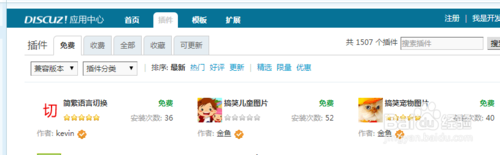 DISCUZ! 应用中心 首页 插件 模板 扩展 注册 | 我是开发
插件 免费 收费 全部 收藏 可更新 共 1507 个插件 搜索插件
兼容版本 插件分类 排序: 最新 热门 好评 更新 | 精选 限量 优惠
切 简繁语言切换 免费 搞笑儿童图片 免费 搞笑宠物图片 免费
安装次数: 36 安装次数: 52 安装次数: 40
作者: kevin 作者: 金鱼 作者: 金鱼
Baidu 经验